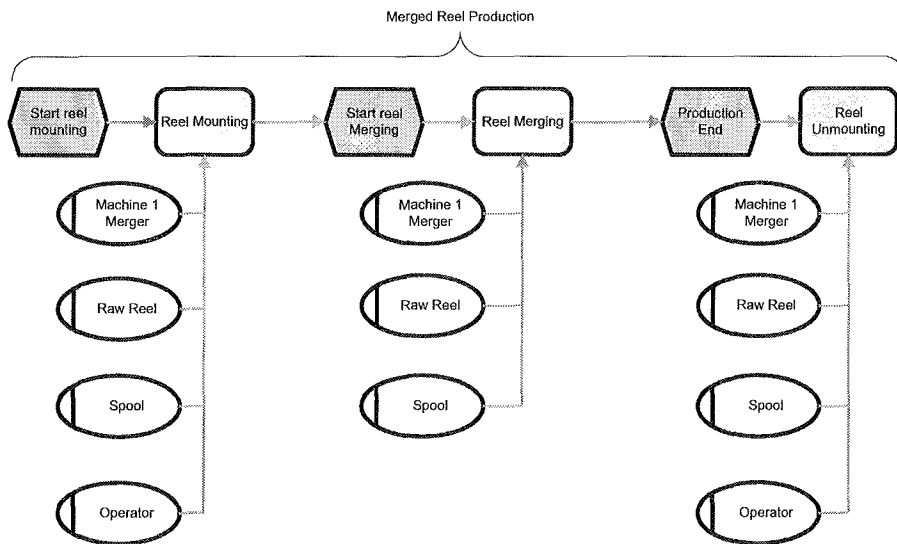 Merged Reel Production
Start reel
mounting
Reel Mounting
Start reel
Merging
Reel Merging
Production
End
Reel
Unmounting
Machine 1
Merger
Machine 1
Merger
Machine 1
Merger
Raw Reel
Raw Reel
Raw Reel
Spool
Spool
Spool
Operator
Operator